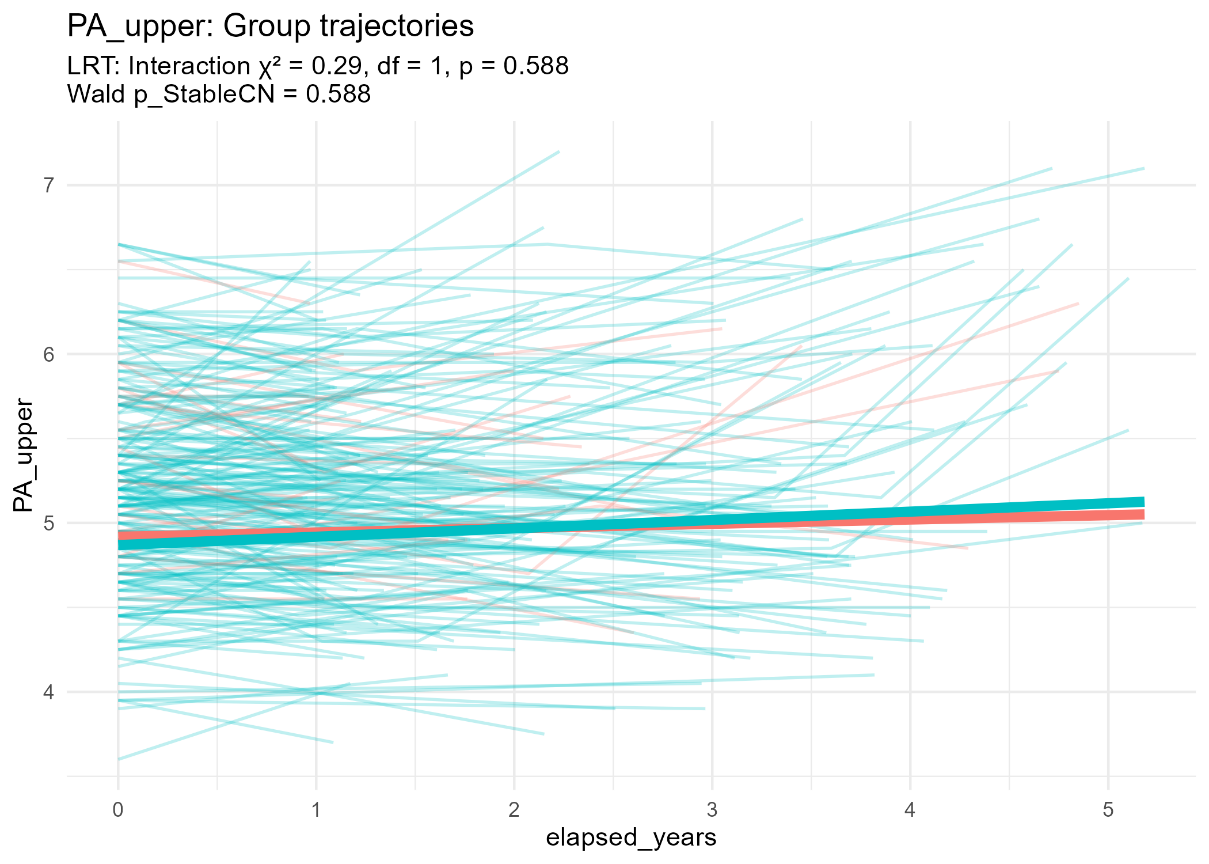 PA_upper: Group trajectories
LRT: Interaction χ² = 0.29, df = 1, p = 0.588
Wald p_StableCN = 0.588
7
6
5
4
PA_upper
0 1 2 3 4 5
elapsed_years